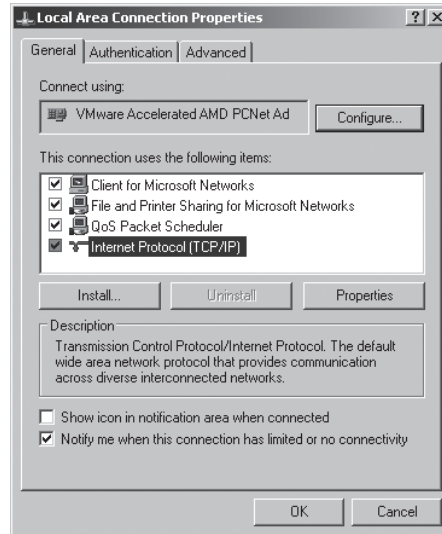 Local Area Connection Properties
General Authentication Advanced
Connect using:
VMware Accelerated AMD PCNet Ad Configure...
This connection uses the following items:
Client for Microsoft Networks
File and Printer Sharing for Microsoft Networks
QoS Packet Scheduler
Internet Protocol (TCP/IP)
Install... Uninstall Properties
Description
Transmission Control Protocol/Internet Protocol. The default
wide area network protocol that provides communication
across diverse interconnected networks.
Show icon in notification area when connected
Notify me when this connection has limited or no connectivity
OK Cancel